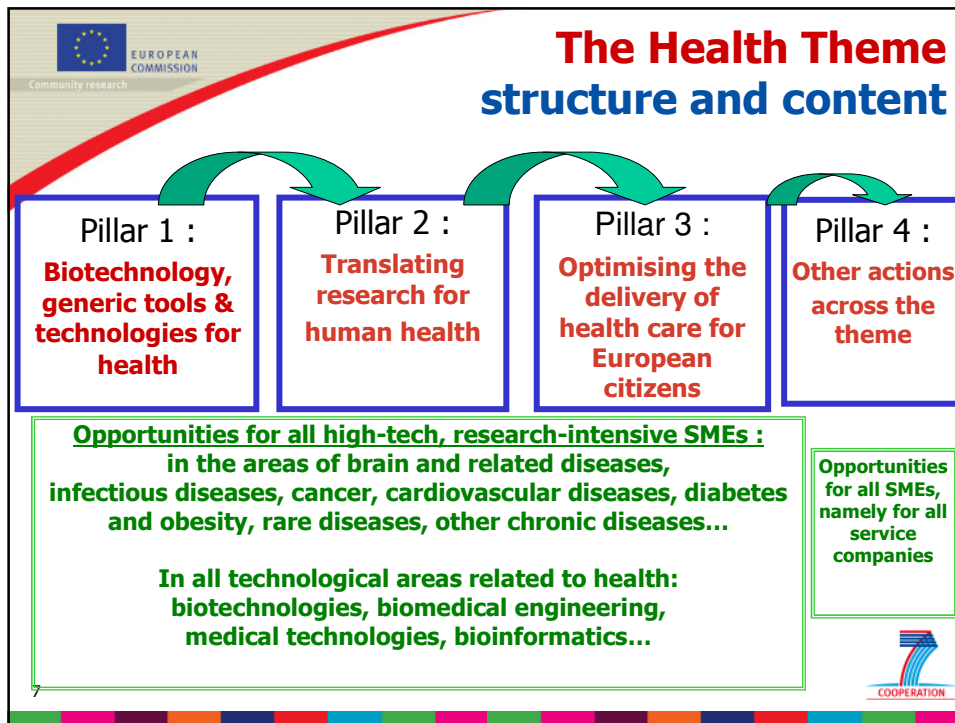 EUROPEAN
COMMISSION
Community research
The Health Theme
structure and content
Pillar 1 :
Biotechnology,
generic tools &
technologies for
health
Pillar 2 :
Translating
research for
human health
Pillar 3 :
Optimising the
delivery of
health care for
European
citizens
Pillar 4 :
Other actions
across the
theme
Opportunities for all high-tech, research-intensive SMEs :
in the areas of brain and related diseases,
infectious diseases, cancer, cardiovascular diseases, diabetes
and obesity, rare diseases, other chronic diseases…
In all technological areas related to health:
biotechnologies, biomedical engineering,
medical technologies, bioinformatics…
Opportunities
for all SMEs,
namely for all
service
companies
7
7
COOPERATION